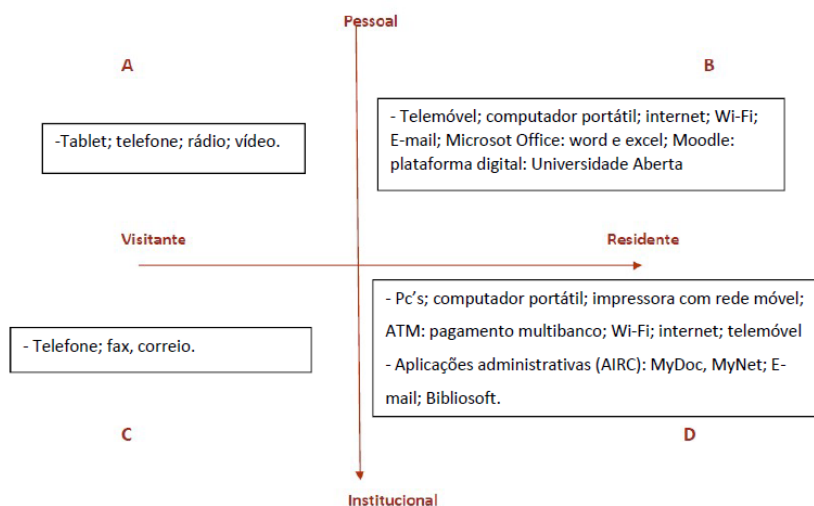 Pessoal
A
B
-Tablet; telefone; rádio; vídeo.
- Telemóvel; computador portátil; internet; Wi-Fi;
E-mail; Microsot Office: word e excel; Moodle:
plataforma digital: Universidade Aberta
Visitante
Residente
- Telefone; fax, correio.
- Pc’s; computador portátil; impressora com rede móvel;
ATM: pagamento multibanco; Wi-Fi; internet; telemóvel
- Aplicações administrativas (AIRC): MyDoc, MyNet; E-
mail; Bibliosoft.
C
D
Institucional